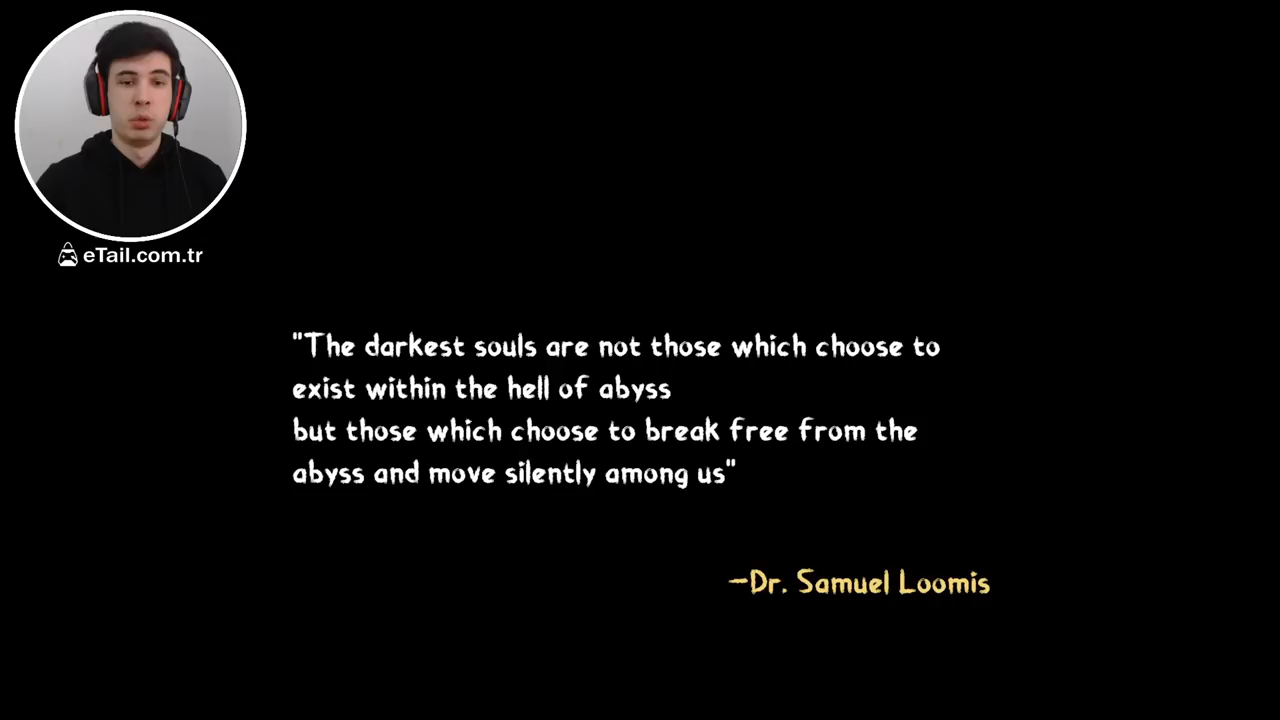 eTail.com.tr
"The darkest souls are not those which choose to
exist within the hell of abyss
but those which choose to break free from the
abyss and move silently among us"
-Dr. Samuel Loomis